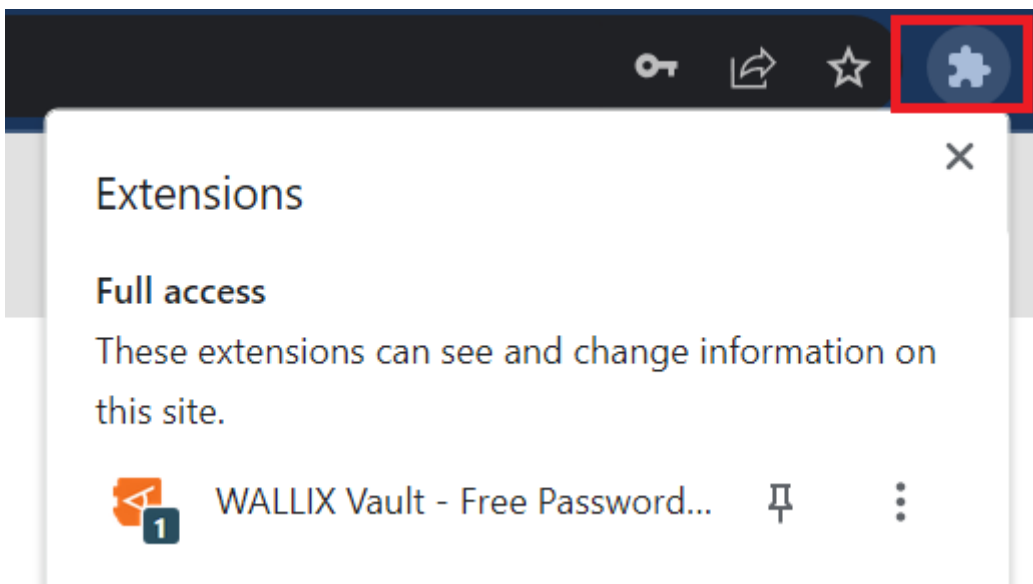 Extensions
Full access
These extensions can see and change information on
this site.
1
WALLIX Vault - Free Password...